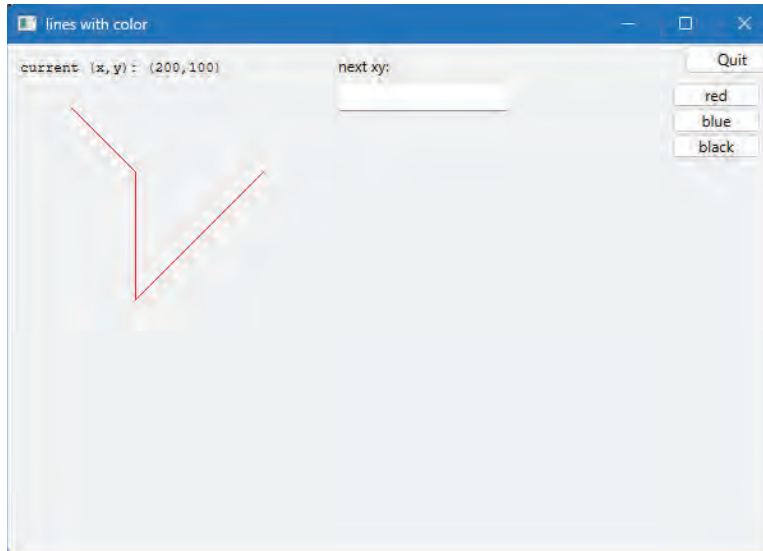 lines with color
current (x,y): (200,100)
next xy:
Quit
red
blue
black